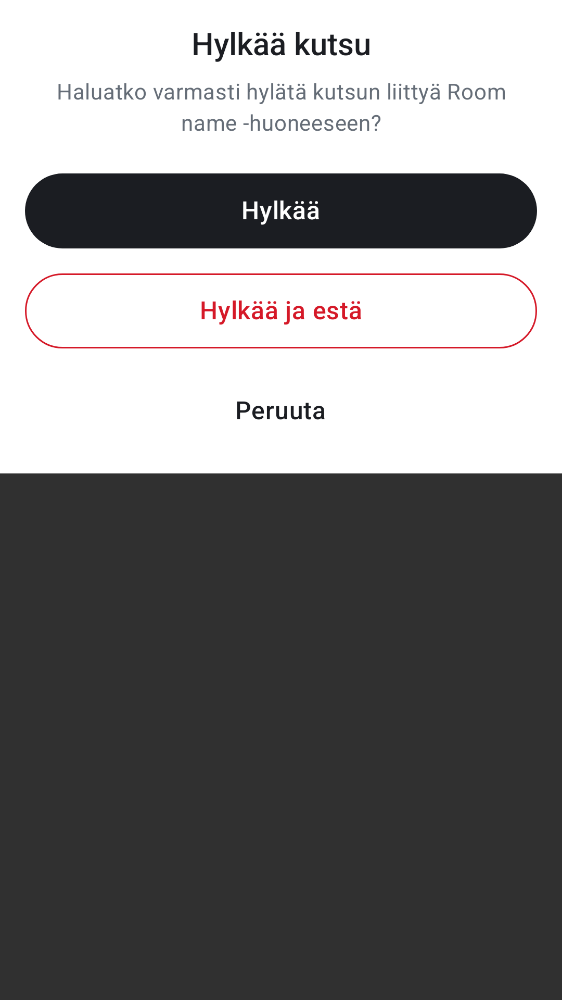 Hylkää kutsu
Haluatko varmasti hylätä kutsun liittyä Room
name -huoneeseen?
Hylkää
Hylkää ja estä
Peruuta